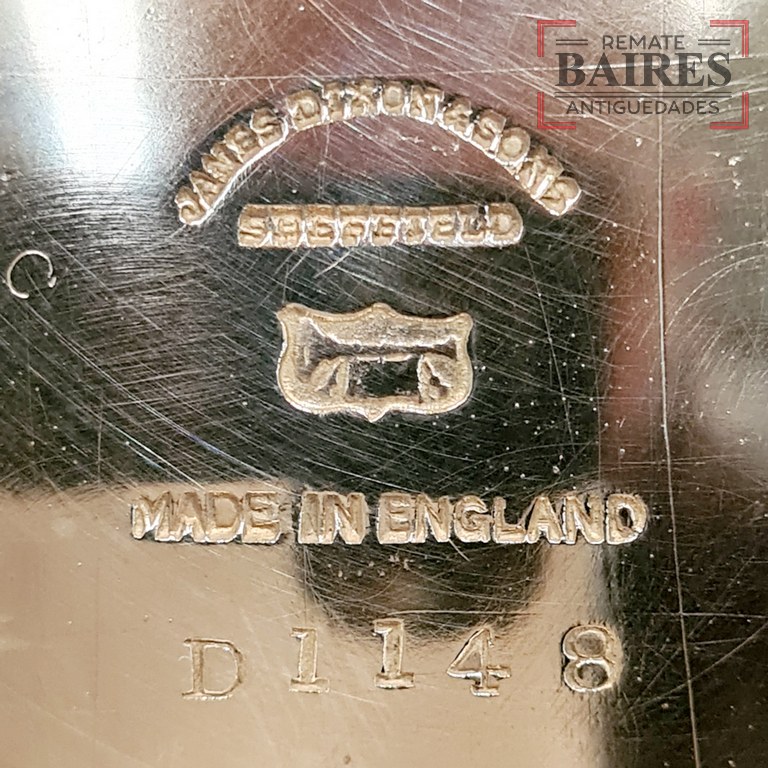 REMATE
BAIRES
ANTIGUEDADES
JAMES DIXON & SONS
SHEFFIELD
C
MADE IN ENGLAND
D 1148